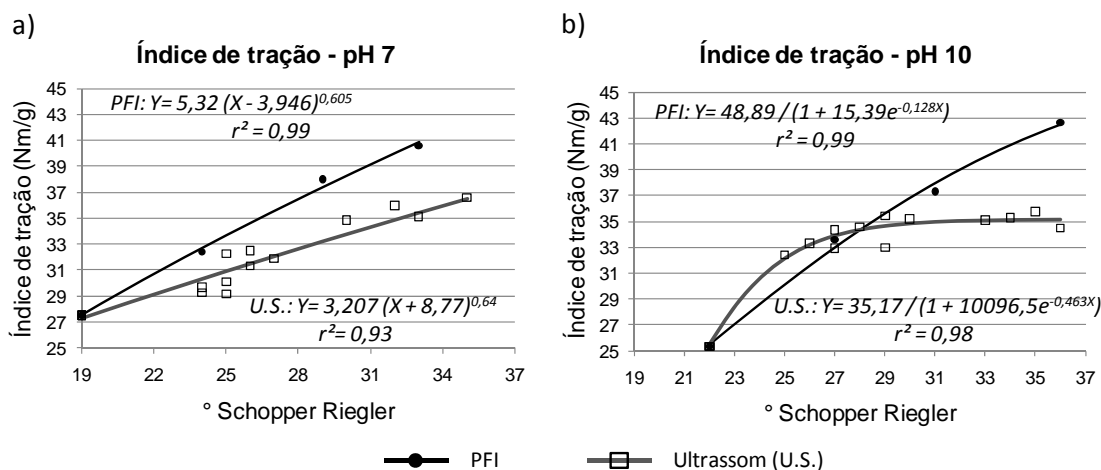 a)
Índice de tração - pH 7
Índice de tração (Nm/g)
45
43
41
39
37
35
33
31
29
27
25
PFI: Y= 5,32 (X - 3,946)^0,605
r² = 0,99
U.S.: Y = 3,207 (X + 8,77)^0,64
r² = 0,93
19 22 25 28 31 34 37
° Schopper Riegler
b)
Índice de tração - pH 10
Índice de tração (Nm/g)
45
43
41
39
37
35
33
31
29
27
25
PFI: Y = 48,89 / (1 + 15,39e^-0,128X)
r² = 0,99
U.S.: Y = 35,17 / (1 + 10096,5e^-0,463X)
r² = 0,98
19 21 23 25 27 29 31 33 35 37
° Schopper Riegler
PFI Ultrassom (U.S.)